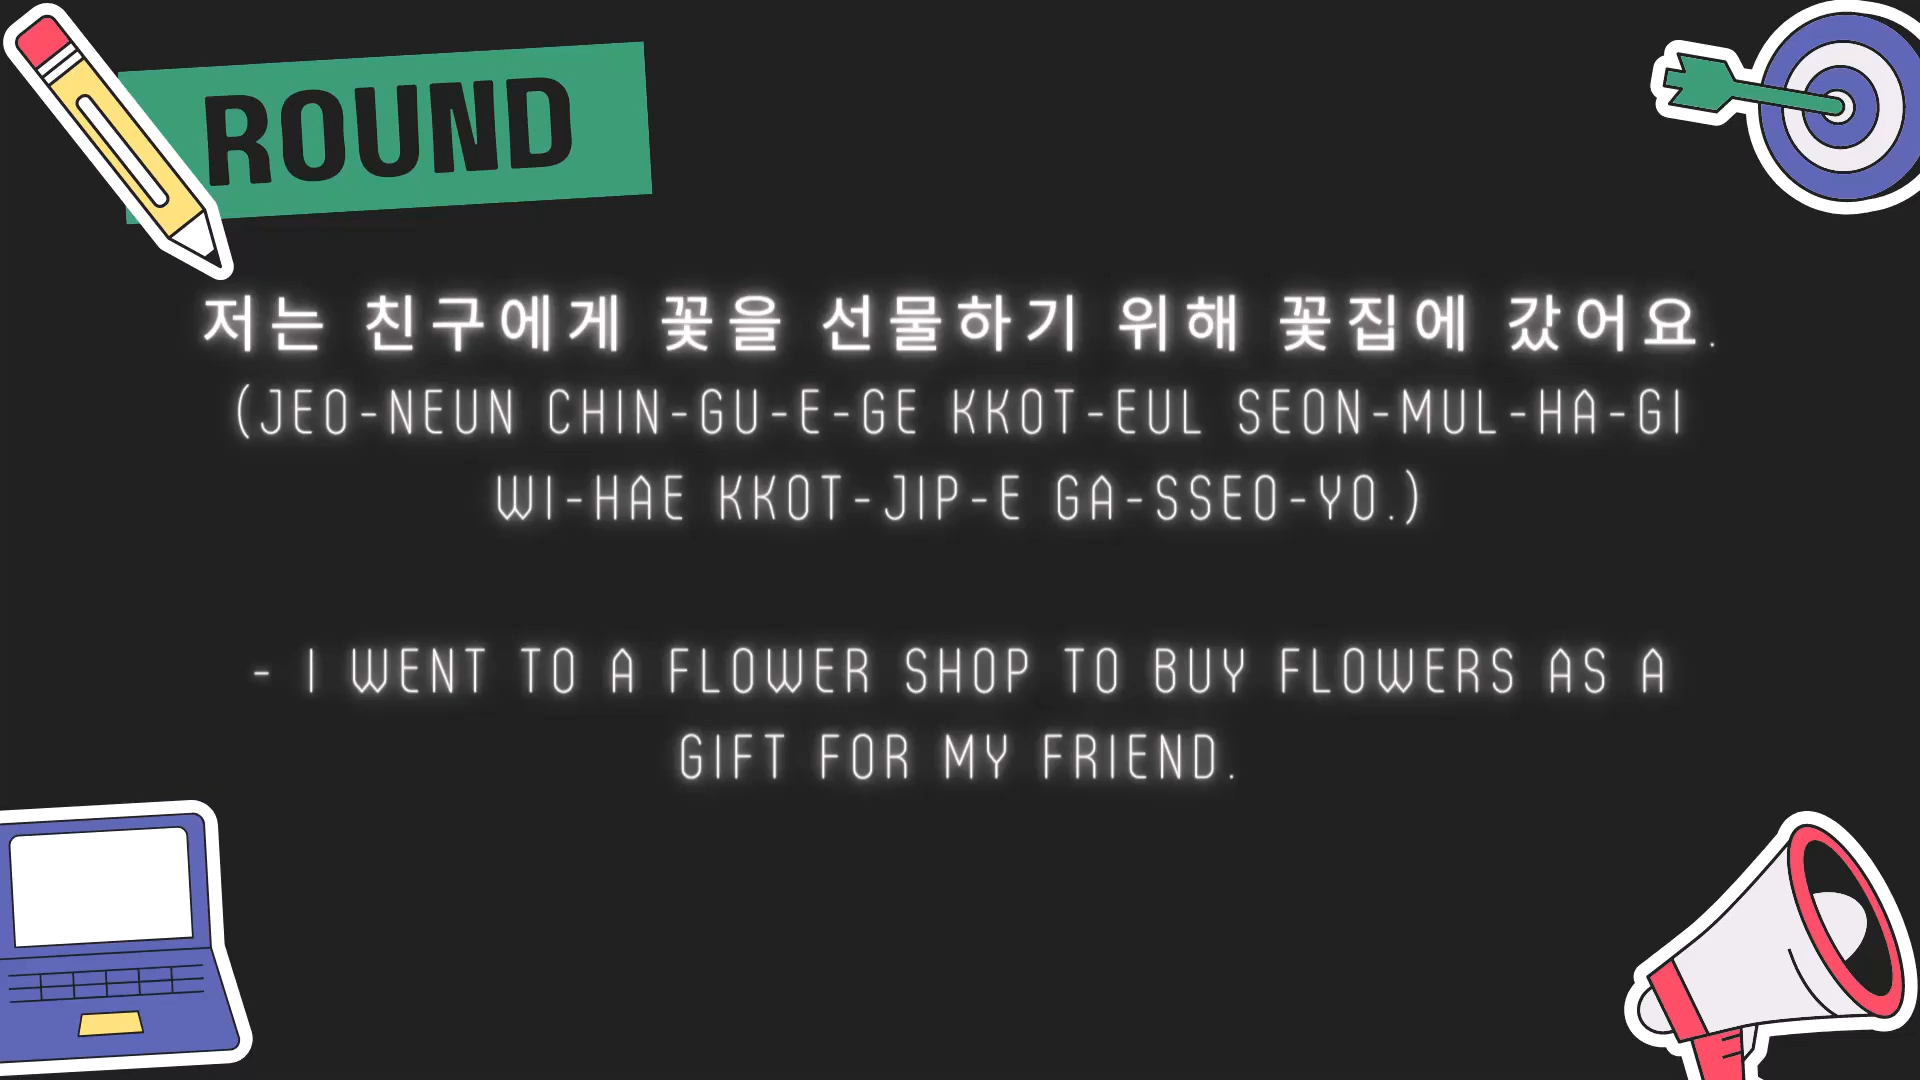 ROUND
저는 친구에게 꽃을 선물하기 위해 꽃집에 갔어요.
(JEO-NEUN CHIN-GU-E-GE KKOT-EUL SEON-MUL-HA-GI
WI-HAE KKOT-JIP-E GA-SSEO-YO.)
- I WENT TO A FLOWER SHOP TO BUY FLOWERS AS A
GIFT FOR MY FRIEND.